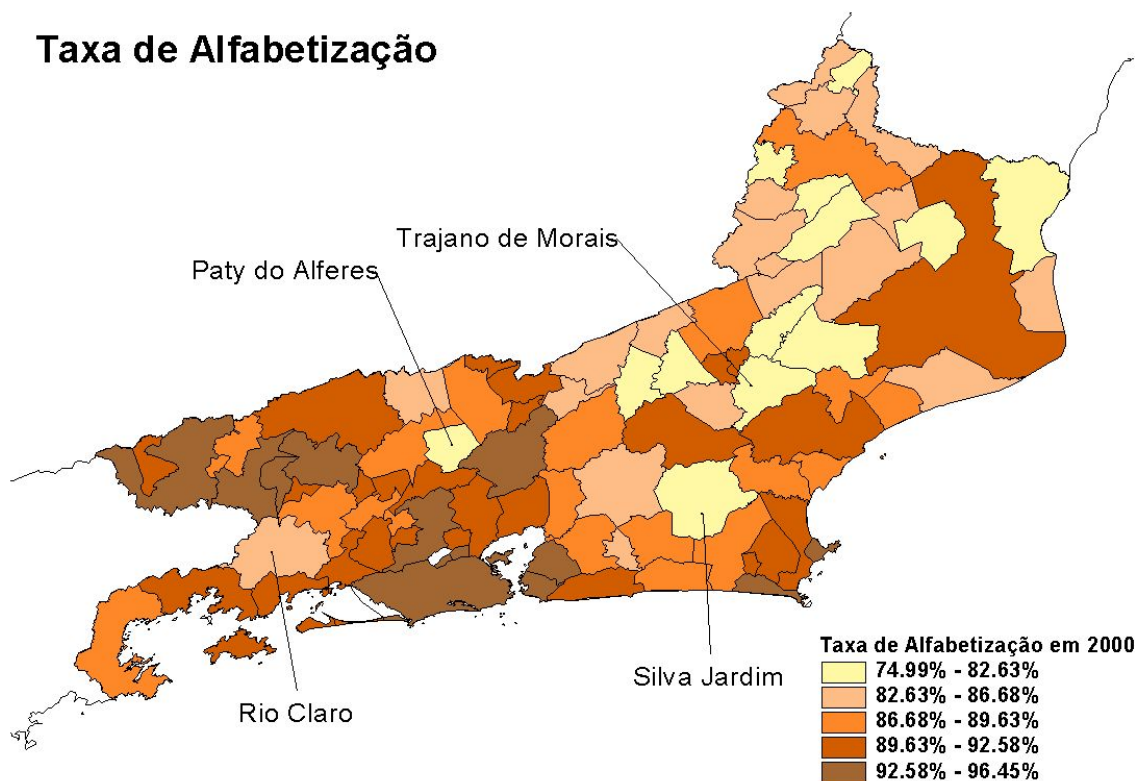 Taxa de Alfabetização
Trajano de Morais
Paty do Alferes
Silva Jardim
Rio Claro
Taxa de Alfabetização em 2000
74.99% - 82.63%
82.63% - 86.68%
86.68% - 89.63%
89.63% - 92.58%
92.58% - 96.45%